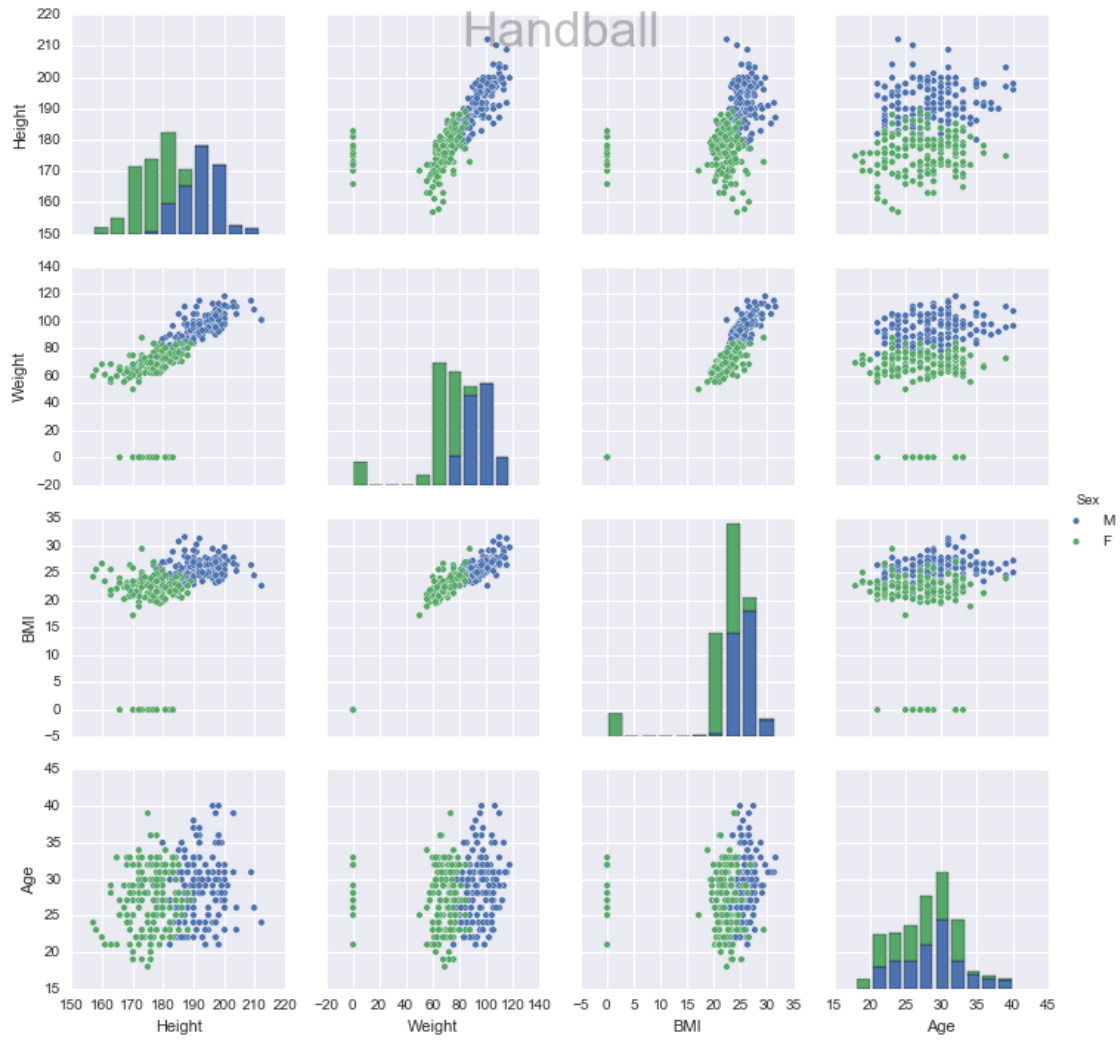 Handball
220
210
200
190
180
170
160
150
Height
140
120
100
80
60
40
20
0
−20
Weight
35
30
25
20
15
10
5
0
−5
BMI
Sex
M
F
45
40
35
30
25
20
15
Age
150 160 170 180 190 200 210 220
−20 0 20 40 60 80 100 120 140
−5 0 5 10 15 20 25 30 35
15 20 25 30 35 40 45
Height Weight BMI Age